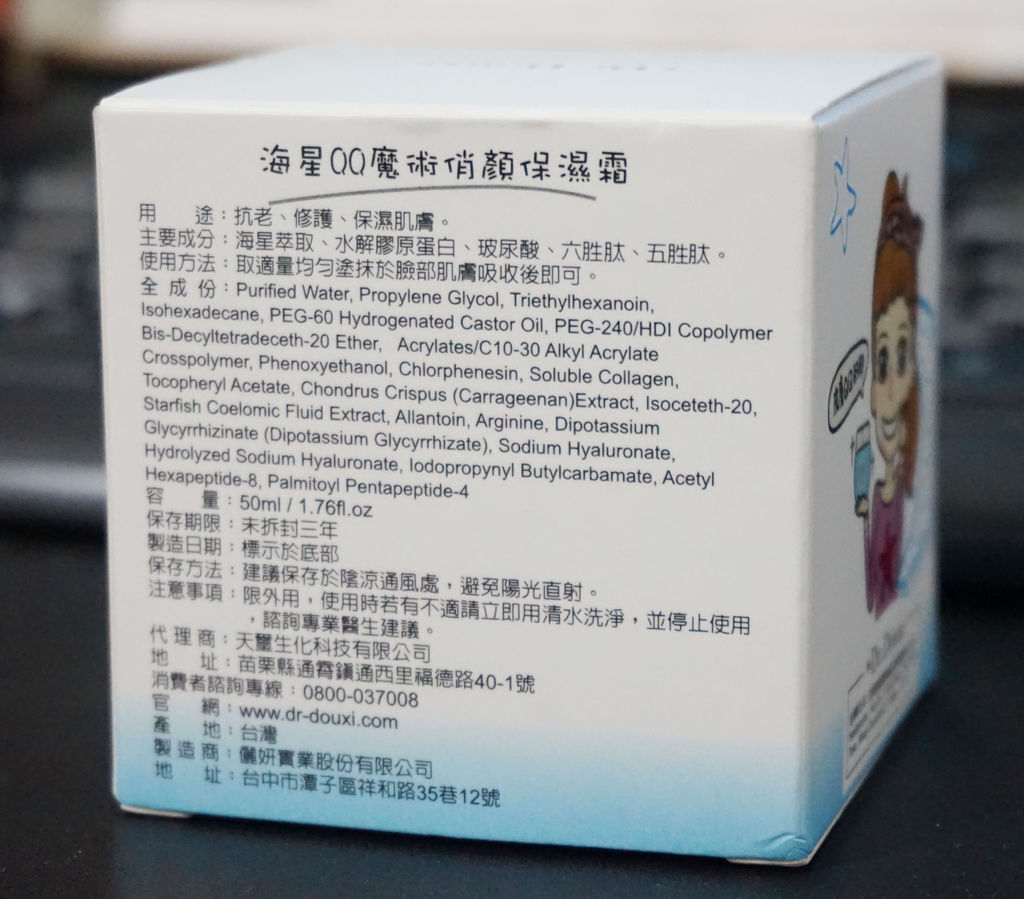 海星QQ魔術俏顏保濕霜
用 途：抗老、修護、保濕肌膚。
主要成分：海星萃取、水解膠原蛋白、玻尿酸、六胜肽、五胜肽。
使用方法：取適量均勻塗抹於臉部肌膚吸收後即可。
全 成 份：Purified Water, Propylene Glycol, Triethylhexanoin,
Isohexadecane, PEG-60 Hydrogenated Castor Oil, PEG-240/HDI Copolymer
Bis-Decyltetradeceth-20 Ether, Acrylates/C10-30 Alkyl Acrylate
Crosspolymer, Phenoxyethanol, Chlorphenesin, Soluble Collagen,
Tocopheryl Acetate, Chondrus Crispus (Carrageenan)Extract, Isoceteth-20,
Starfish Coelomic Fluid Extract, Allantoin, Arginine, Dipotassium
Glycyrrhizinate (Dipotassium Glycyrrhizate), Sodium Hyaluronate,
Hydrolyzed Sodium Hyaluronate, Iodopropynyl Butylcarbamate, Acetyl
Hexapeptide-8, Palmitoyl Pentapeptide-4
容 量：50ml / 1.76fl.oz
保存期限：未拆封三年
製造日期：標示於底部
保存方法：建議保存於陰涼通風處，避免陽光直射。
注意事項：限外用，使用時若有不適請立即用清水洗淨，並停止使用
，諮詢專業醫生建議。
代 理 商：天璽生化科技有限公司
地 址：苗栗縣通霄鎮通西里福德路40-1號
消費者諮詢專線：0800-037008
官 網：www.dr-douxi.com
產 地：台灣
製 造 商：儷妍實業股份有限公司
地 址：台中市潭子區祥和路35巷12號